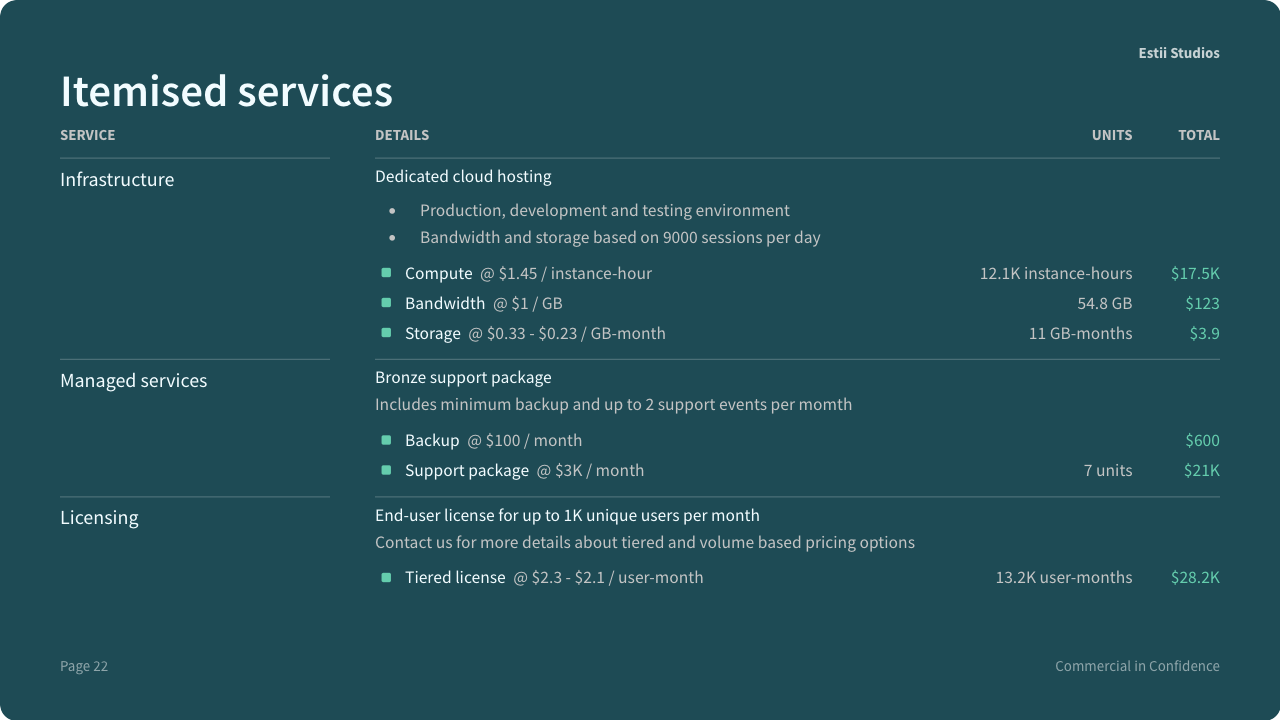 Estii Studios
Itemised services
SERVICE DETAILS UNITS TOTAL
Infrastructure Dedicated cloud hosting
• Production, development and testing environment
• Bandwidth and storage based on 9000 sessions per day
Compute @ $1.45 / instance-hour 12.1K instance-hours $17.5K
Bandwidth @ $1 / GB 54.8 GB $123
Storage @ $0.33 - $0.23 / GB-month 11 GB-months $3.9
Managed services Bronze support package
Includes minimum backup and up to 2 support events per momth
Backup @ $100 / month $600
Support package @ $3K / month 7 units $21K
Licensing End-user license for up to 1K unique users per month
Contact us for more details about tiered and volume based pricing options
Tiered license @ $2.3 - $2.1 / user-month 13.2K user-months $28.2K
Page 22 Commercial in Confidence